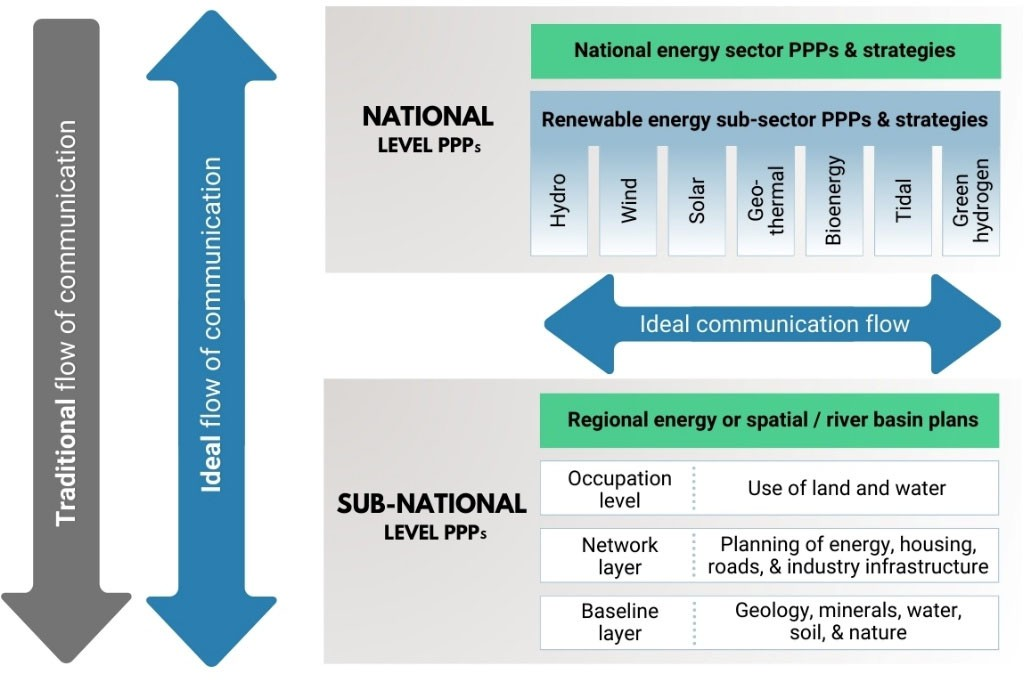 Traditional flow of communication
Ideal flow of communication
NATIONAL
LEVEL PPPs
National energy sector PPPs & strategies
Renewable energy sub-sector PPPs & strategies
Hydro
Wind
Solar
Geo-
thermal
Bioenergy
Tidal
Green
hydrogen
Ideal communication flow
SUB-NATIONAL
LEVEL PPPs
Regional energy or spatial / river basin plans
Occupation
level
Use of land and water
Network
layer
Planning of energy, housing,
roads, & industry infrastructure
Baseline
layer
Geology, minerals, water,
soil, & nature